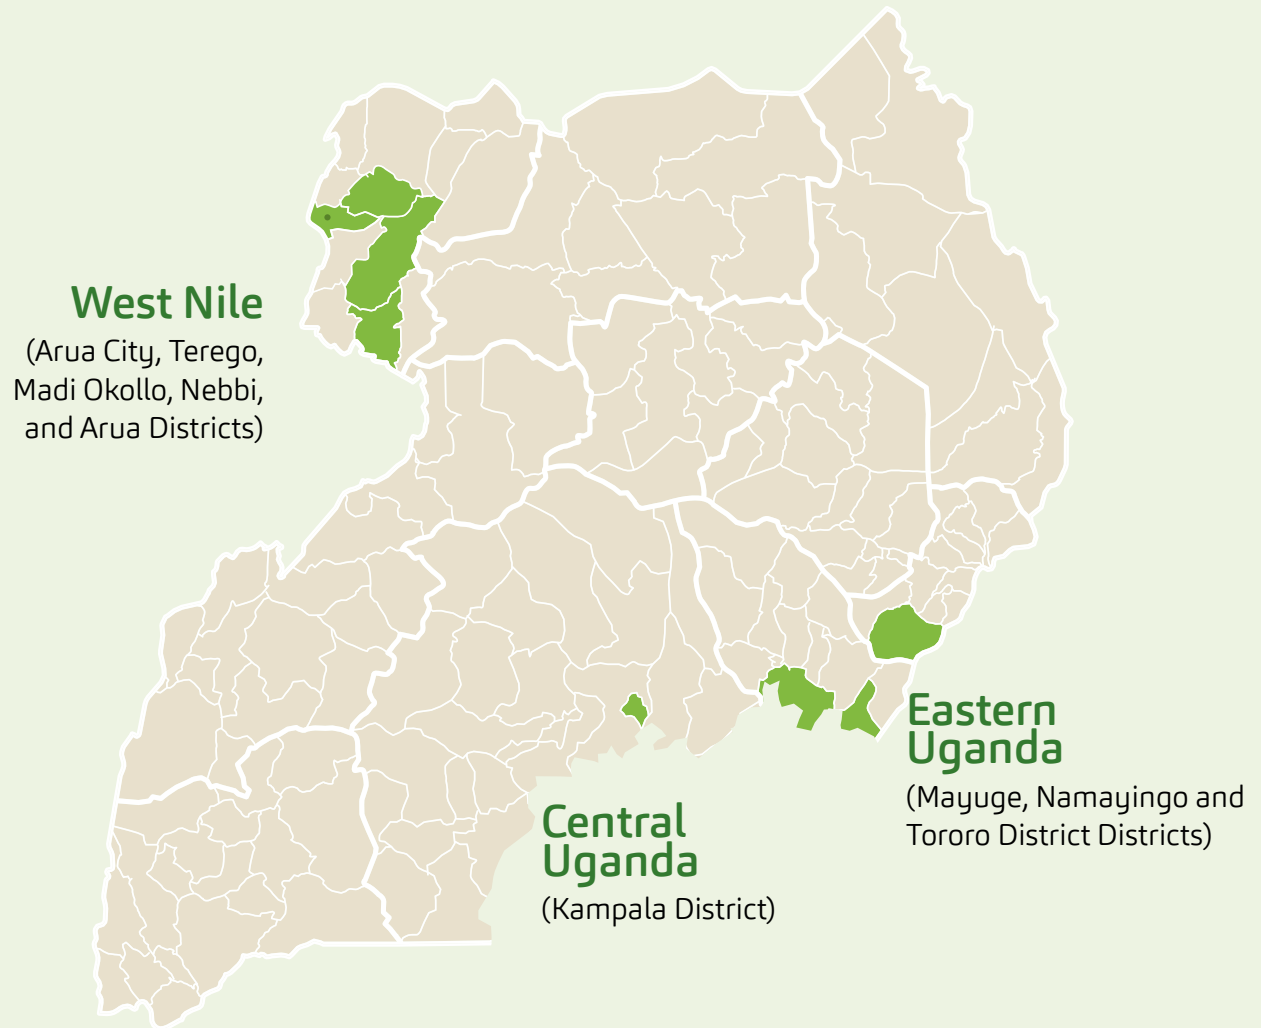 West Nile
(Arua City, Terego,
Madi Okollo, Nebbi,
and Arua Districts)
Eastern
Uganda
(Mayuge, Namayingo and
Tororo District Districts)
Central
Uganda
(Kampala District)